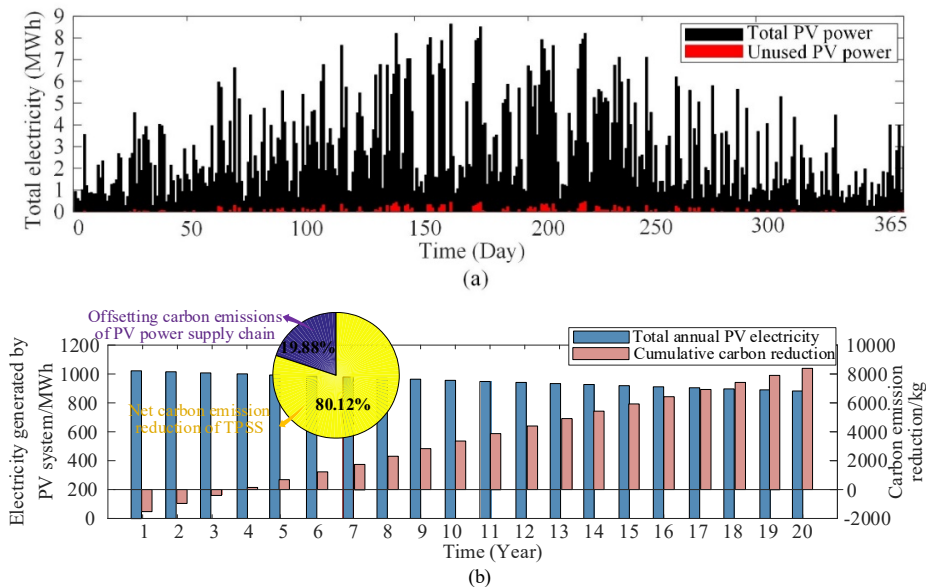 9
8
7
6
5
4
3
2
1
0
Total electricity (MWh)
Total PV power
Unused PV power
0 50 100 150 200 250 300 365
Time (Day)
(a)
Offsetting carbon emissions
of PV power supply chain
19.88%
Net carbon emission
reduction of TPSS
80.12%
Total annual PV electricity
Cumulative carbon reduction
Electricity generated by
PV system/MWh
1200
1000
800
600
400
200
0
10000
8000
6000
4000
2000
0
-2000
Carbon emission
reduction/kg
1 2 3 4 5 6 7 8 9 10 11 12 13 14 15 16 17 18 19 20
Time (Year)
(b)